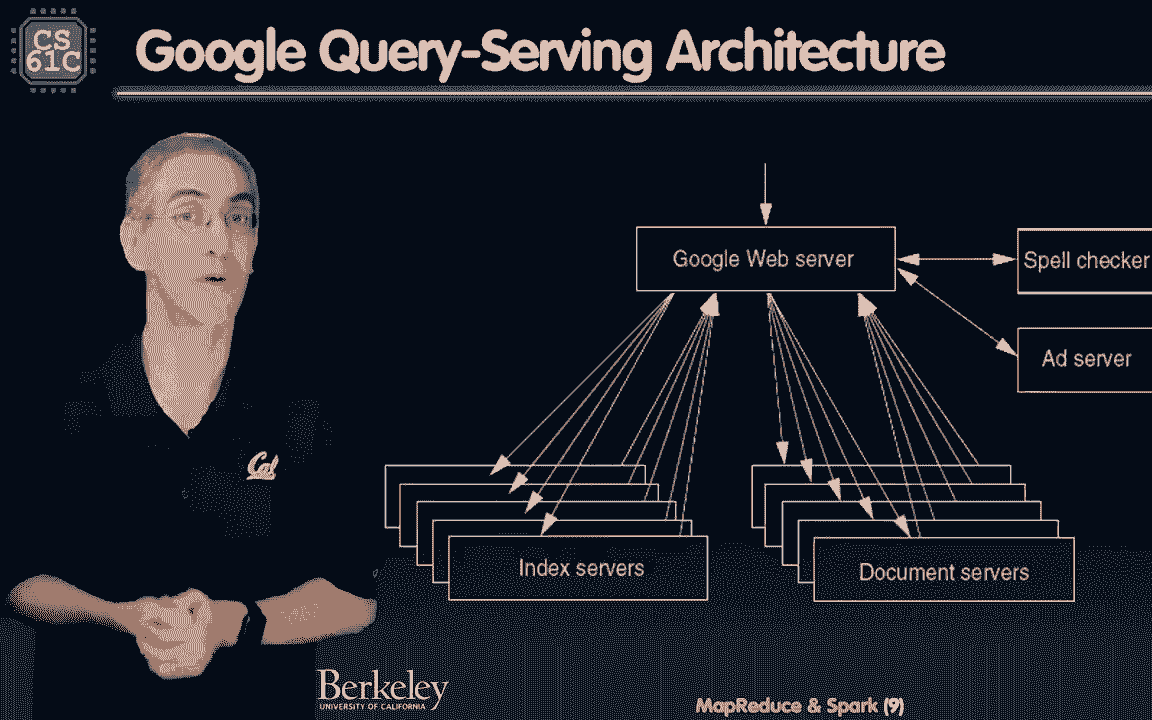 CS
61C
Google Query-Serving Architecture
Google Web server
Spell checker
Ad server
Cal
Index servers
Document servers
Berkeley
UNIVERSITY OF CALIFORNIA
MapReduce & Spark (9)